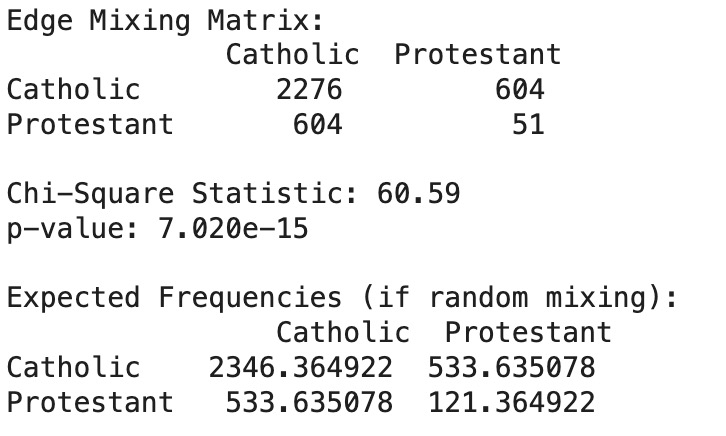 Edge Mixing Matrix:
Catholic Protestant
Catholic 2276 604
Protestant 604 51
Chi-Square Statistic: 60.59
p-value: 7.020e-15
Expected Frequencies (if random mixing):
Catholic Protestant
Catholic 2346.364922 533.635078
Protestant 533.635078 121.364922